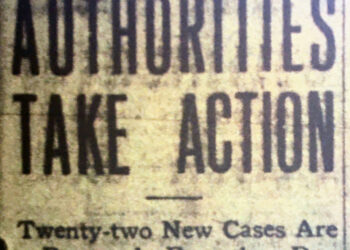 AUTHORITIES
TAKE ACTION
Twenty-two New Cases Are